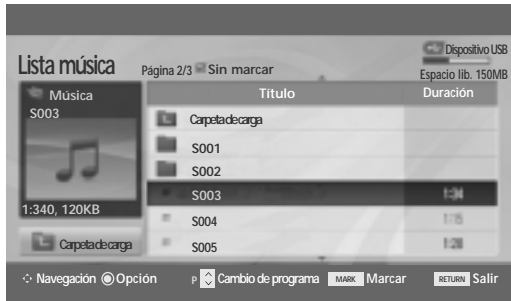 Dispositivo USB
Lista música Página 2/3 Sin marcar
Espacio lib. 150MB
Música
Título
Duración
S003
Carpeta de carga
S001
S002
S003 1:34
1:340, 120KB
S004 1:15
Carpeta de carga
S005 1:28
Navegación Opción P Cambio de programa MARK Marcar RETURN Salir